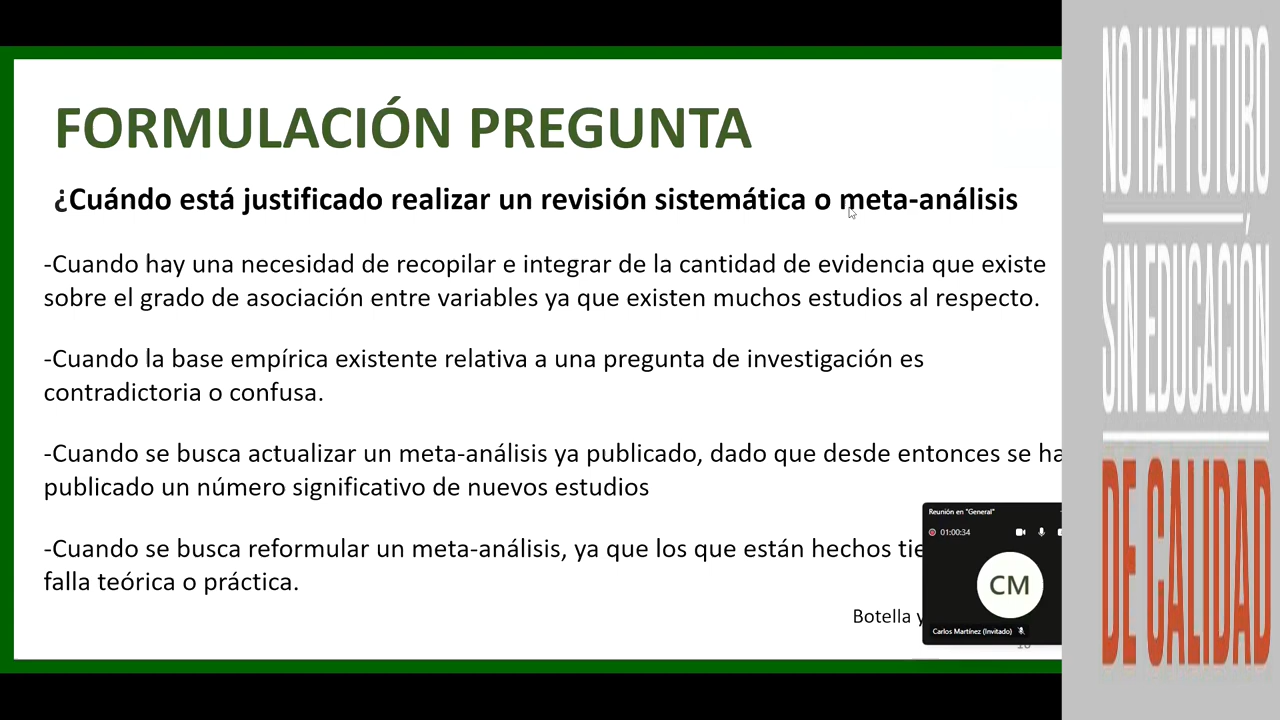 FORMULACIÓN PREGUNTA
¿Cuándo está justificado realizar un revisión sistemática o meta-análisis
-Cuando hay una necesidad de recopilar e integrar de la cantidad de evidencia que existe
sobre el grado de asociación entre variables ya que existen muchos estudios al respecto.
-Cuando la base empírica existente relativa a una pregunta de investigación es
contradictoria o confusa.
-Cuando se busca actualizar un meta-análisis ya publicado, dado que desde entonces se ha
publicado un número significativo de nuevos estudios
-Cuando se busca reformular un meta-análisis, ya que los que están hechos
falla teórica o práctica.
Botella y
Reunión en "General"
01:00:34
CM
Carlos Martínez (Invitado)
NO HAY FUTURO
SIN EDUCACIÓN
DE CALIDAD